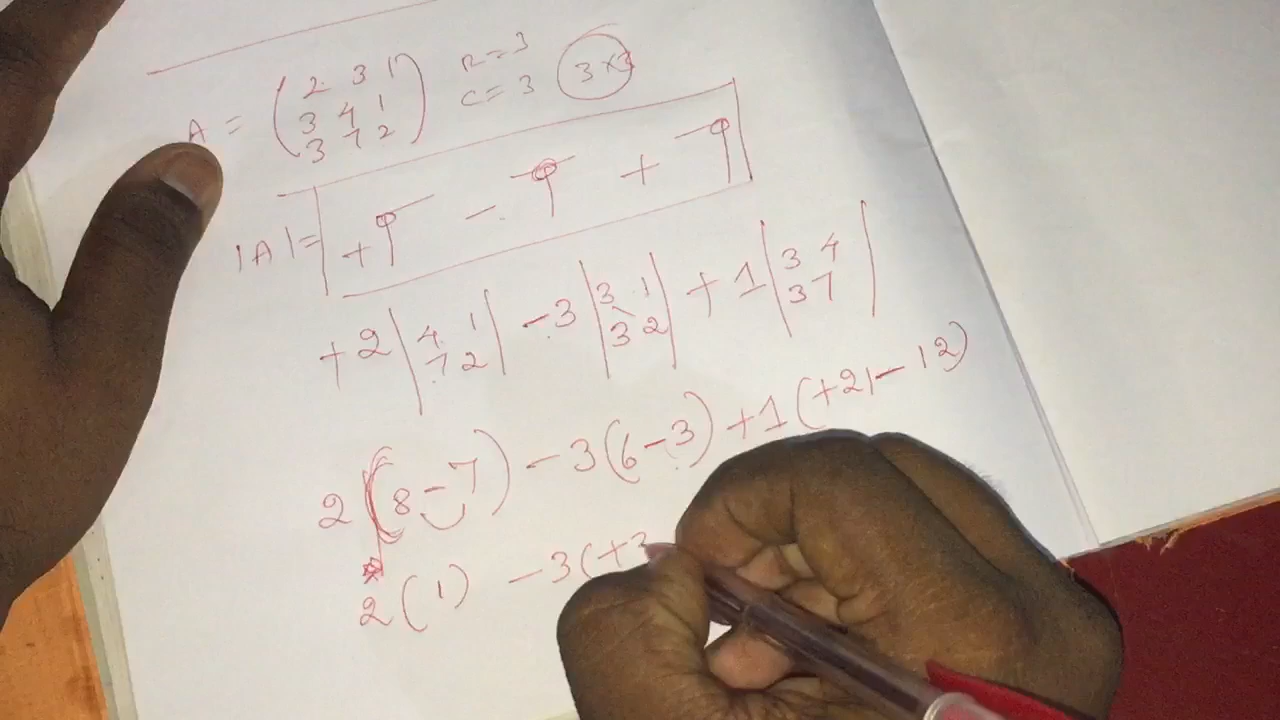 A = ( 2 3 1 R = 3
3 4 1 C = 3 3×3
3 7 2 )
|A| = + - +
+2 | 4 1 | -3 | 3 1 | +1 | 3 4 |
7 2 3 2 3 7
2 (8-7) -3(6-3) +1(+21-12)
2 (1) -3(+3